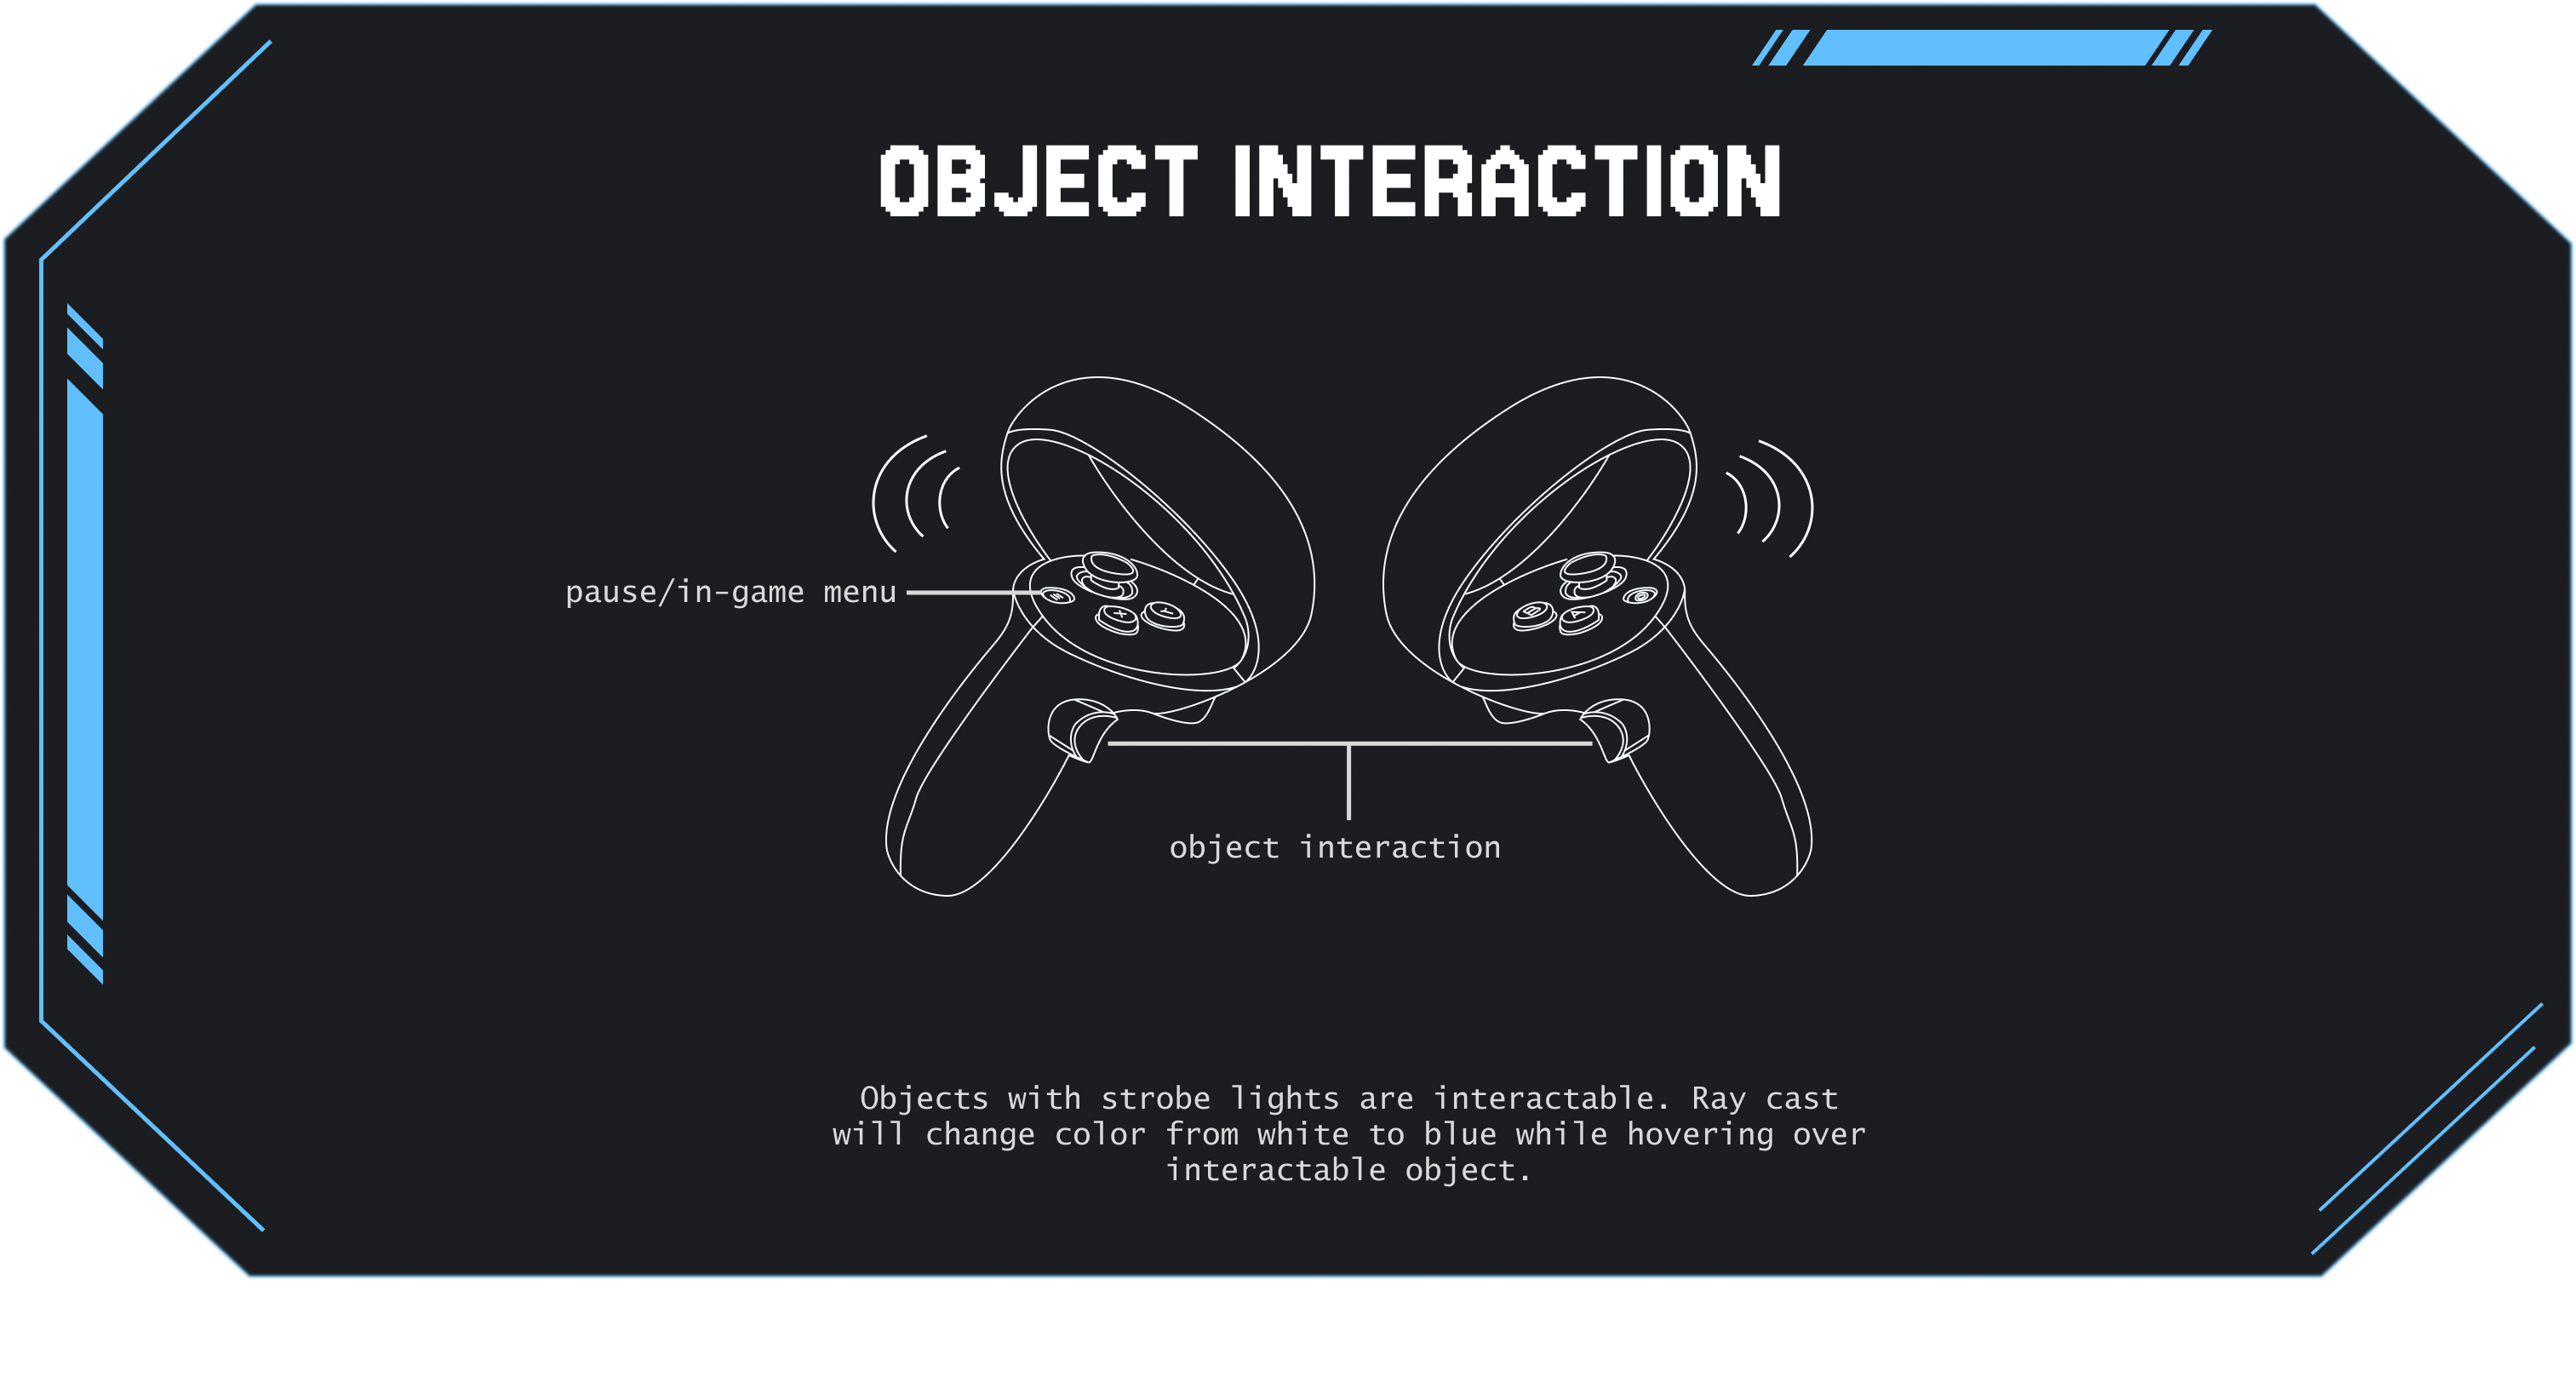 OBJECT INTERACTION
pause/in-game menu
X
Y
B
A
object interaction
Objects with strobe lights are interactable. Ray cast
will change color from white to blue while hovering over
interactable object.